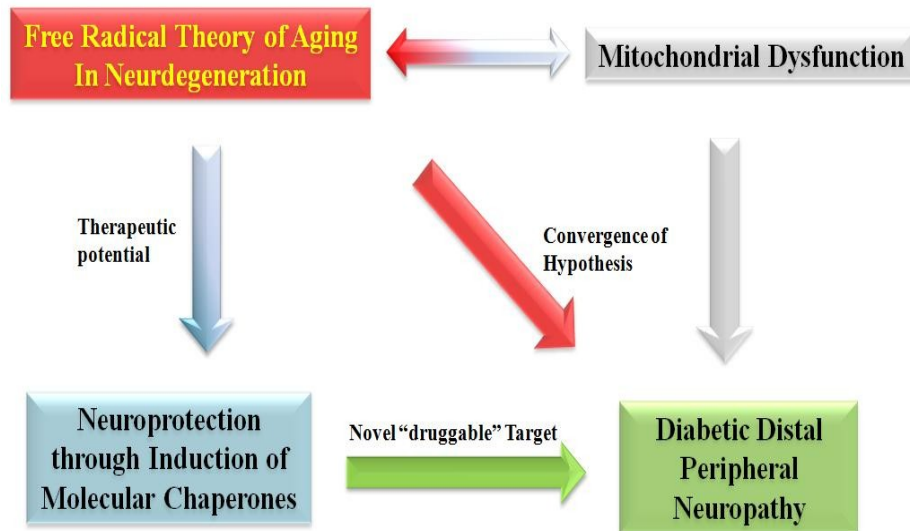 Free Radical Theory of Aging
In Neurdegeneration
Mitochondrial Dysfunction
Therapeutic
potential
Convergence of
Hypothesis
Neuroprotection
through Induction of
Molecular Chaperones
Novel “druggable” Target
Diabetic Distal
Peripheral
Neuropathy